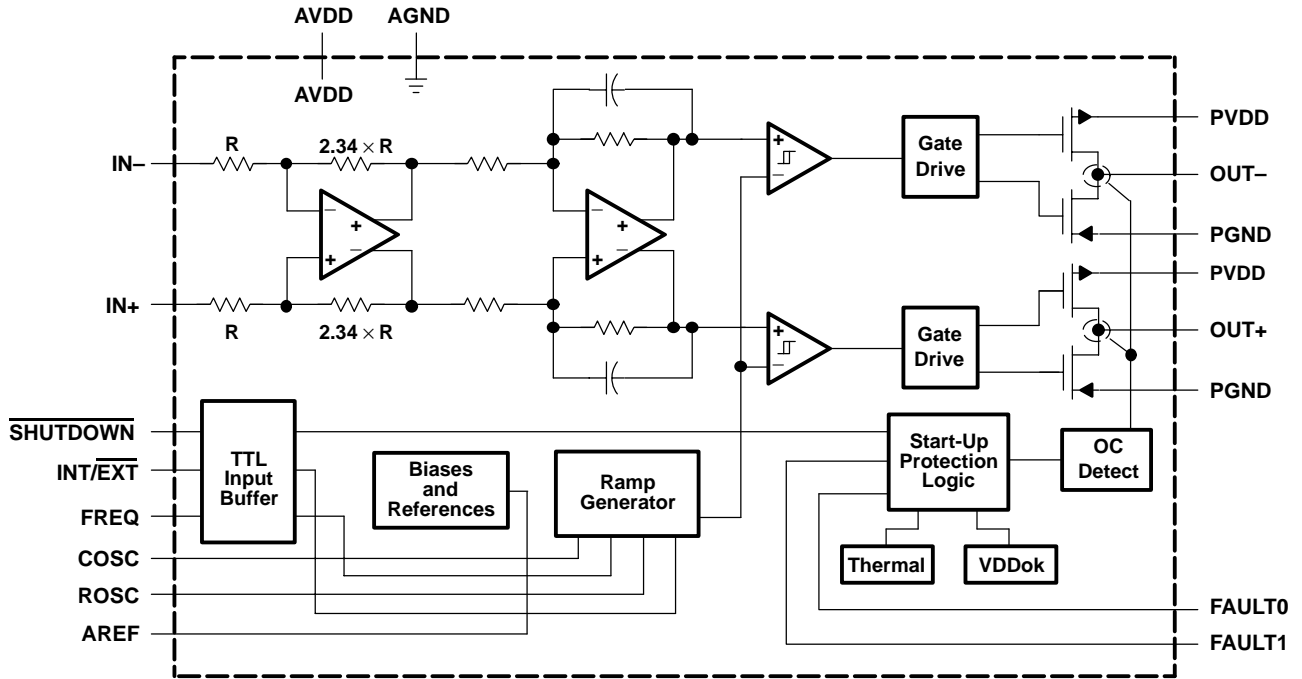 AVDD AGND
AVDD
IN–
R
2.34 × R
–
+
+
–
IN+
R
2.34 × R
–
+
+
–
+
–
Gate
Drive
PVDD
OUT–
PGND
+
–
Gate
Drive
PVDD
OUT+
PGND
SHUTDOWN
INT/EXT
FREQ
COSC
ROSC
AREF
TTL
Input
Buffer
Biases
and
References
Ramp
Generator
Start-Up
Protection
Logic
OC
Detect
Thermal
VDDok
FAULT0
FAULT1